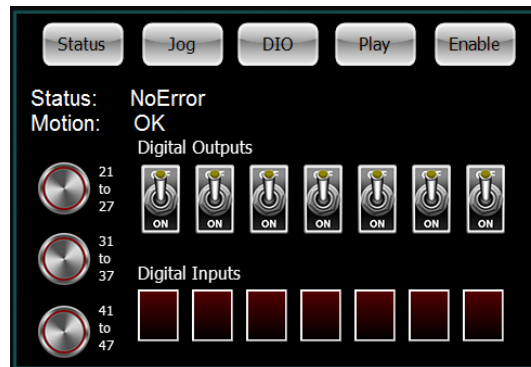 Status Jog DIO Play Enable
Status: NoError
Motion: OK
Digital Outputs
21
to
27
ON ON ON ON ON ON ON
31
to
37
Digital Inputs
41
to
47